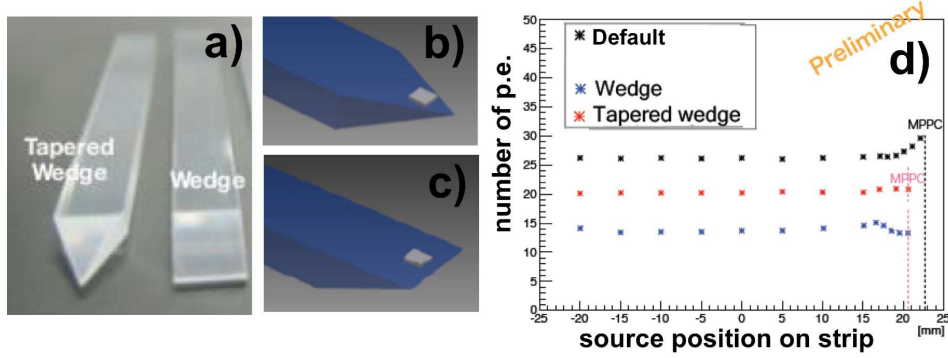 a)
Tapered
Wedge
Wedge
b)
c)
d)
Preliminary
number of p.e.
50
45
40
35
30
25
20
15
10
5
0
Default
Wedge
Tapered wedge
MPPC
MPPC
-25 -20 -15 -10 -5 0 5 10 15 20 25
[mm]
source position on strip